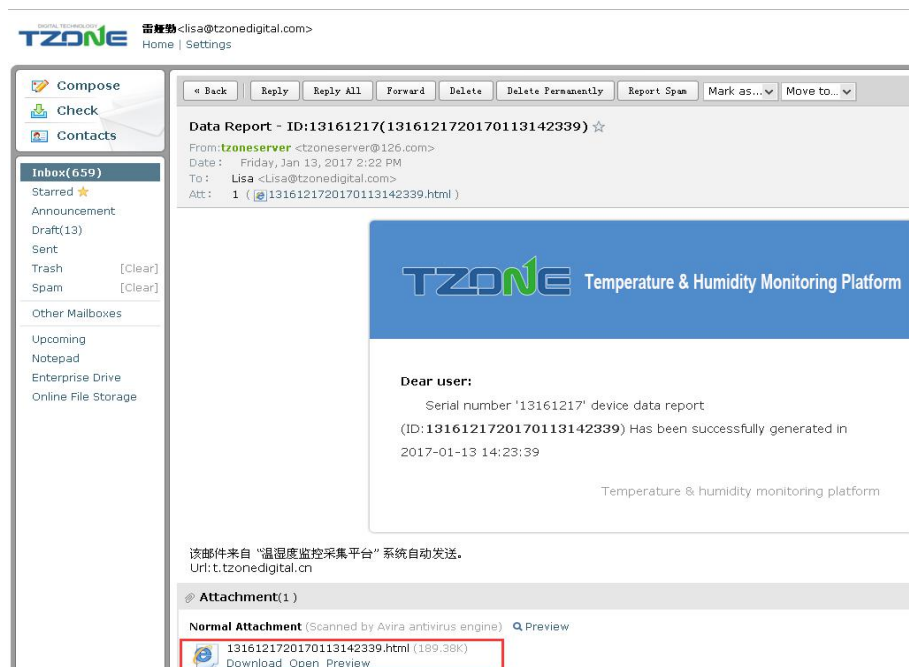 DIGITAL TECHNOLOGY
TZONE
<lisa@tzonedigital.com>
Home | Settings
Compose
Check
Contacts
Inbox(659)
Starred
Announcement
Draft(13)
Sent
Trash [Clear]
Spam [Clear]
Other Mailboxes
Upcoming
Notepad
Enterprise Drive
Online File Storage
« Back Reply Reply All Forward Delete Delete Permanently Report Spam Mark as... Move to...
Data Report - ID:13161217(1316121720170113142339) ☆
From:tzoneserver <tzoneserver@126.com>
Date : Friday, Jan 13, 2017 2:22 PM
To : Lisa <Lisa@tzonedigital.com>
Att : 1 ( 1316121720170113142339.html )
TZONE Temperature & Humidity Monitoring Platform
Dear user:
Serial number '13161217' device data report
(ID:1316121720170113142339) Has been successfully generated in
2017-01-13 14:23:39
Temperature & humidity monitoring platform
该邮件来自 “温湿度监控采集平台” 系统自动发送。
Url:t.tzonedigital.cn
Attachment(1 )
Normal Attachment (Scanned by Avira antivirus engine) Preview
1316121720170113142339.html (189.38K)
Download Open Preview